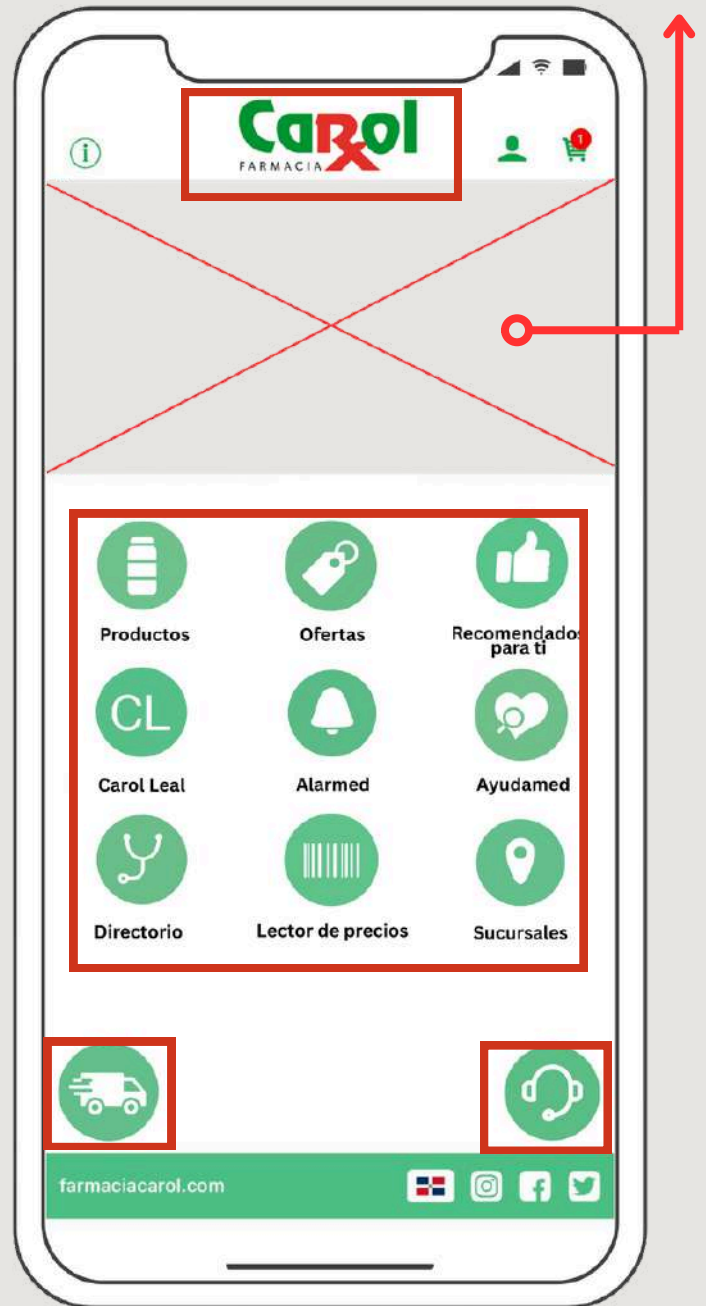 i
1
CaRol
FARMACIA
Productos
Ofertas
Recomendados
para ti
CL
Carol Leal
Alarmed
Ayudamed
Directorio
Lector de precios
Sucursales
farmaciacarol.com